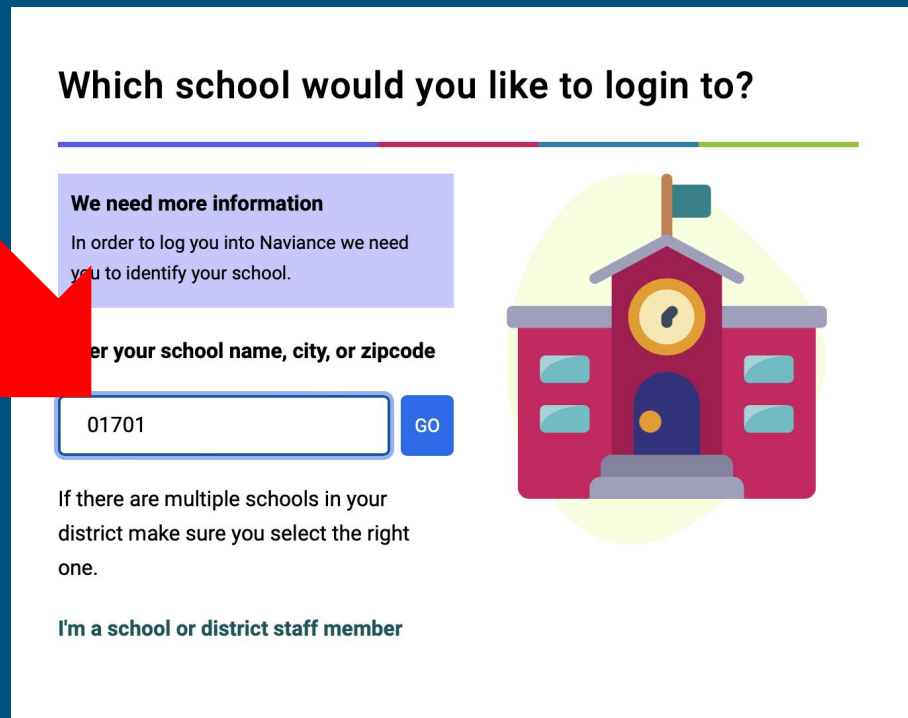 Which school would you like to login to?
We need more information
In order to log you into Naviance we need
you to identify your school.
er your school name, city, or zipcode
01701
GO
If there are multiple schools in your
district make sure you select the right
one.
I'm a school or district staff member